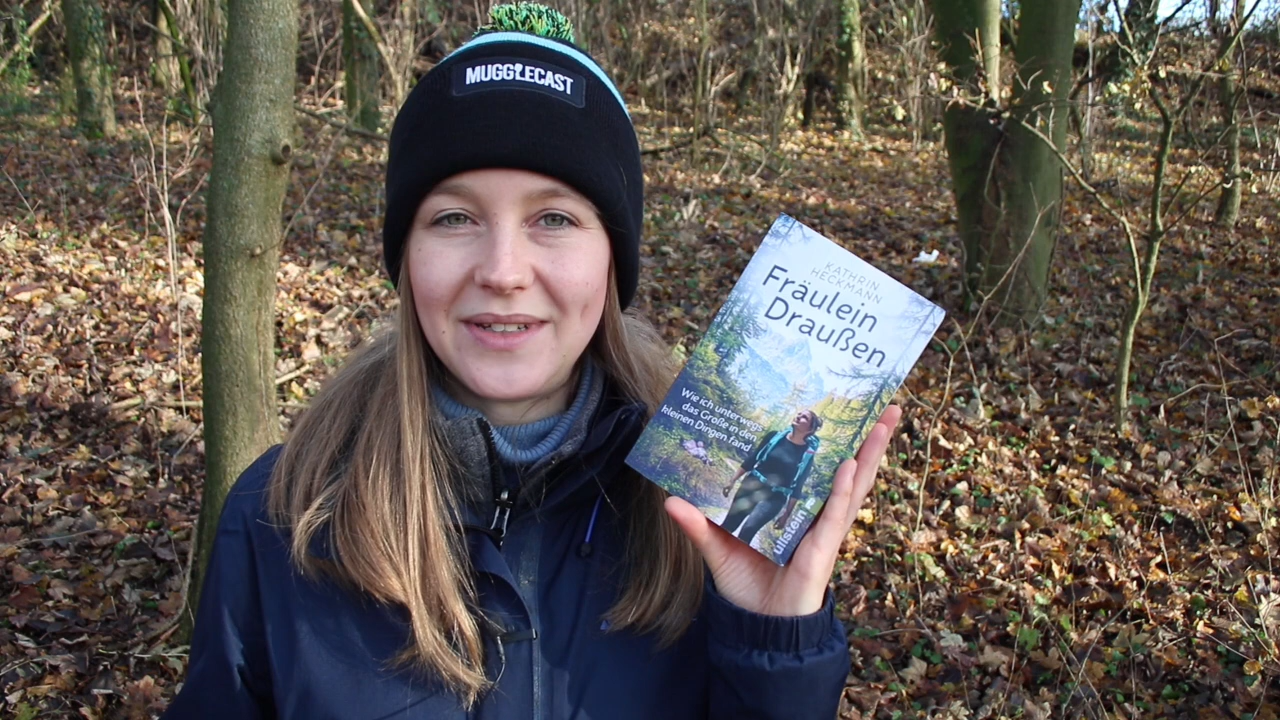 MUGGLECAST
KATHRIN
HECKMANN
Fräulein
Draußen
Wie ich unterwegs
das Große in den
kleinen Dingen fand
ullstein